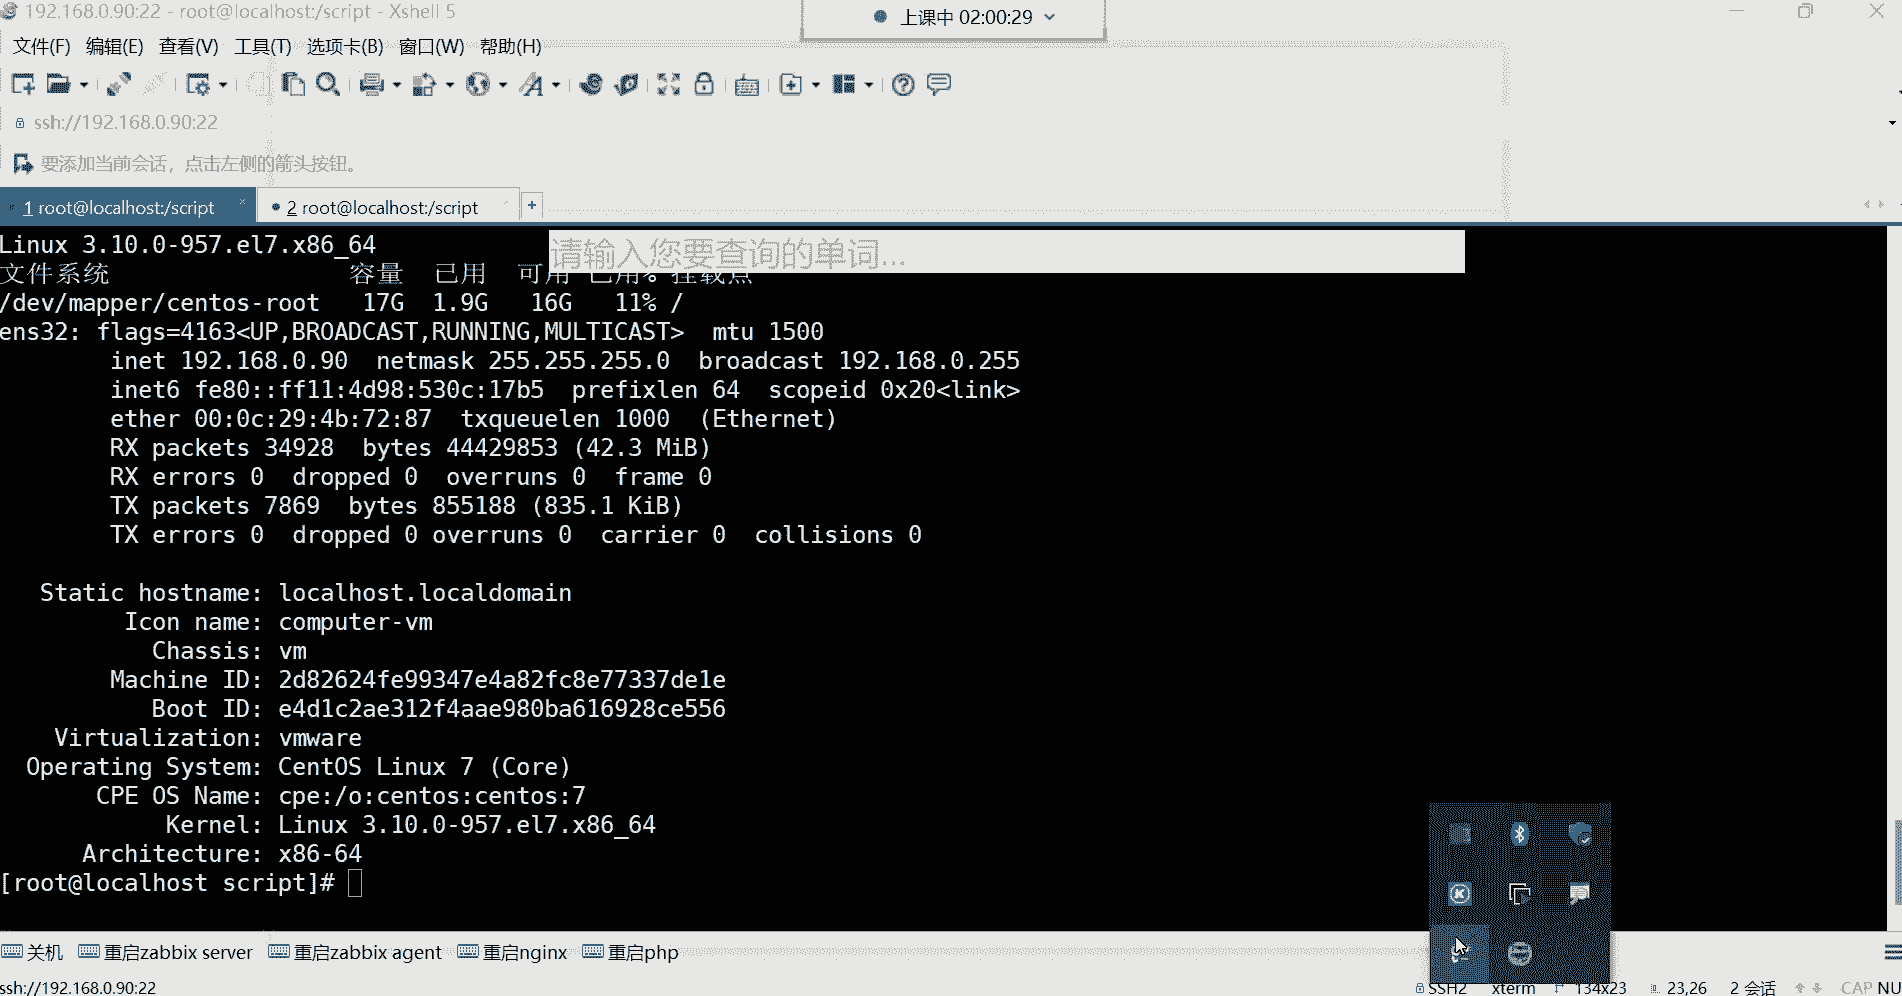 192.168.0.90:22 - root@localhost:/script - Xshell 5
上课中 02:00:29
文件(F) 编辑(E) 查看(V) 工具(T) 选项卡(B) 窗口(W) 帮助(H)
ssh://192.168.0.90:22
要添加当前会话，点击左侧的箭头按钮。
1 root@localhost:/script
2 root@localhost:/script
+
Linux 3.10.0-957.el7.x86_64
请输入您要查询的单词...
文件系统 容量 已用 可用 已用% 挂载点
/dev/mapper/centos-root 17G 1.9G 16G 11% /
ens32: flags=4163<UP,BROADCAST,RUNNING,MULTICAST> mtu 1500
inet 192.168.0.90 netmask 255.255.255.0 broadcast 192.168.0.255
inet6 fe80::ff11:4d98:530c:17b5 prefixlen 64 scopeid 0x20<link>
ether 00:0c:29:4b:72:87 txqueuelen 1000 (Ethernet)
RX packets 34928 bytes 44429853 (42.3 MiB)
RX errors 0 dropped 0 overruns 0 frame 0
TX packets 7869 bytes 855188 (835.1 KiB)
TX errors 0 dropped 0 overruns 0 carrier 0 collisions 0
Static hostname: localhost.localdomain
Icon name: computer-vm
Chassis: vm
Machine ID: 2d82624fe99347e4a82fc8e77337de1e
Boot ID: e4d1c2ae312f4aae980ba616928ce556
Virtualization: vmware
Operating System: CentOS Linux 7 (Core)
CPE OS Name: cpe:/o:centos:centos:7
Kernel: Linux 3.10.0-957.el7.x86_64
Architecture: x86-64
[root@localhost script]#
关机 重启zabbix server 重启zabbix agent 重启nginx 重启php
ssh://192.168.0.90:22
SSH2 xterm 134x23 23,26 2 会话 CAP NU